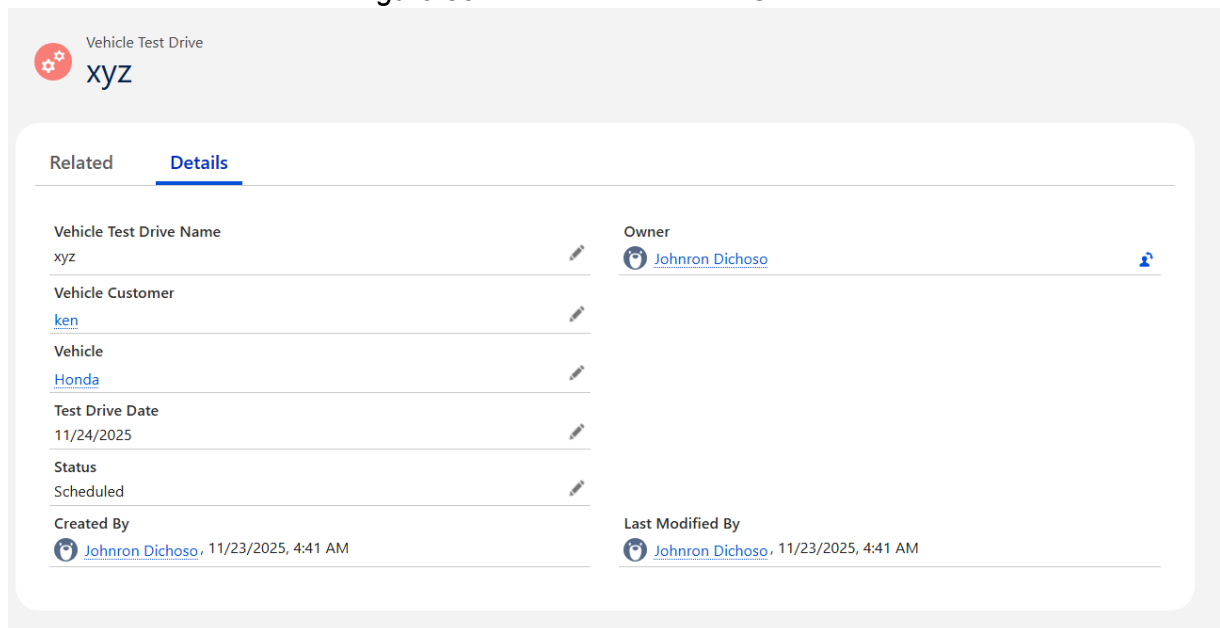 Vehicle Test Drive
xyz
Related Details
Vehicle Test Drive Name
xyz
Owner
Johnron Dichoso
Vehicle Customer
ken
Vehicle
Honda
Test Drive Date
11/24/2025
Status
Scheduled
Created By
Johnron Dichoso, 11/23/2025, 4:41 AM
Last Modified By
Johnron Dichoso, 11/23/2025, 4:41 AM